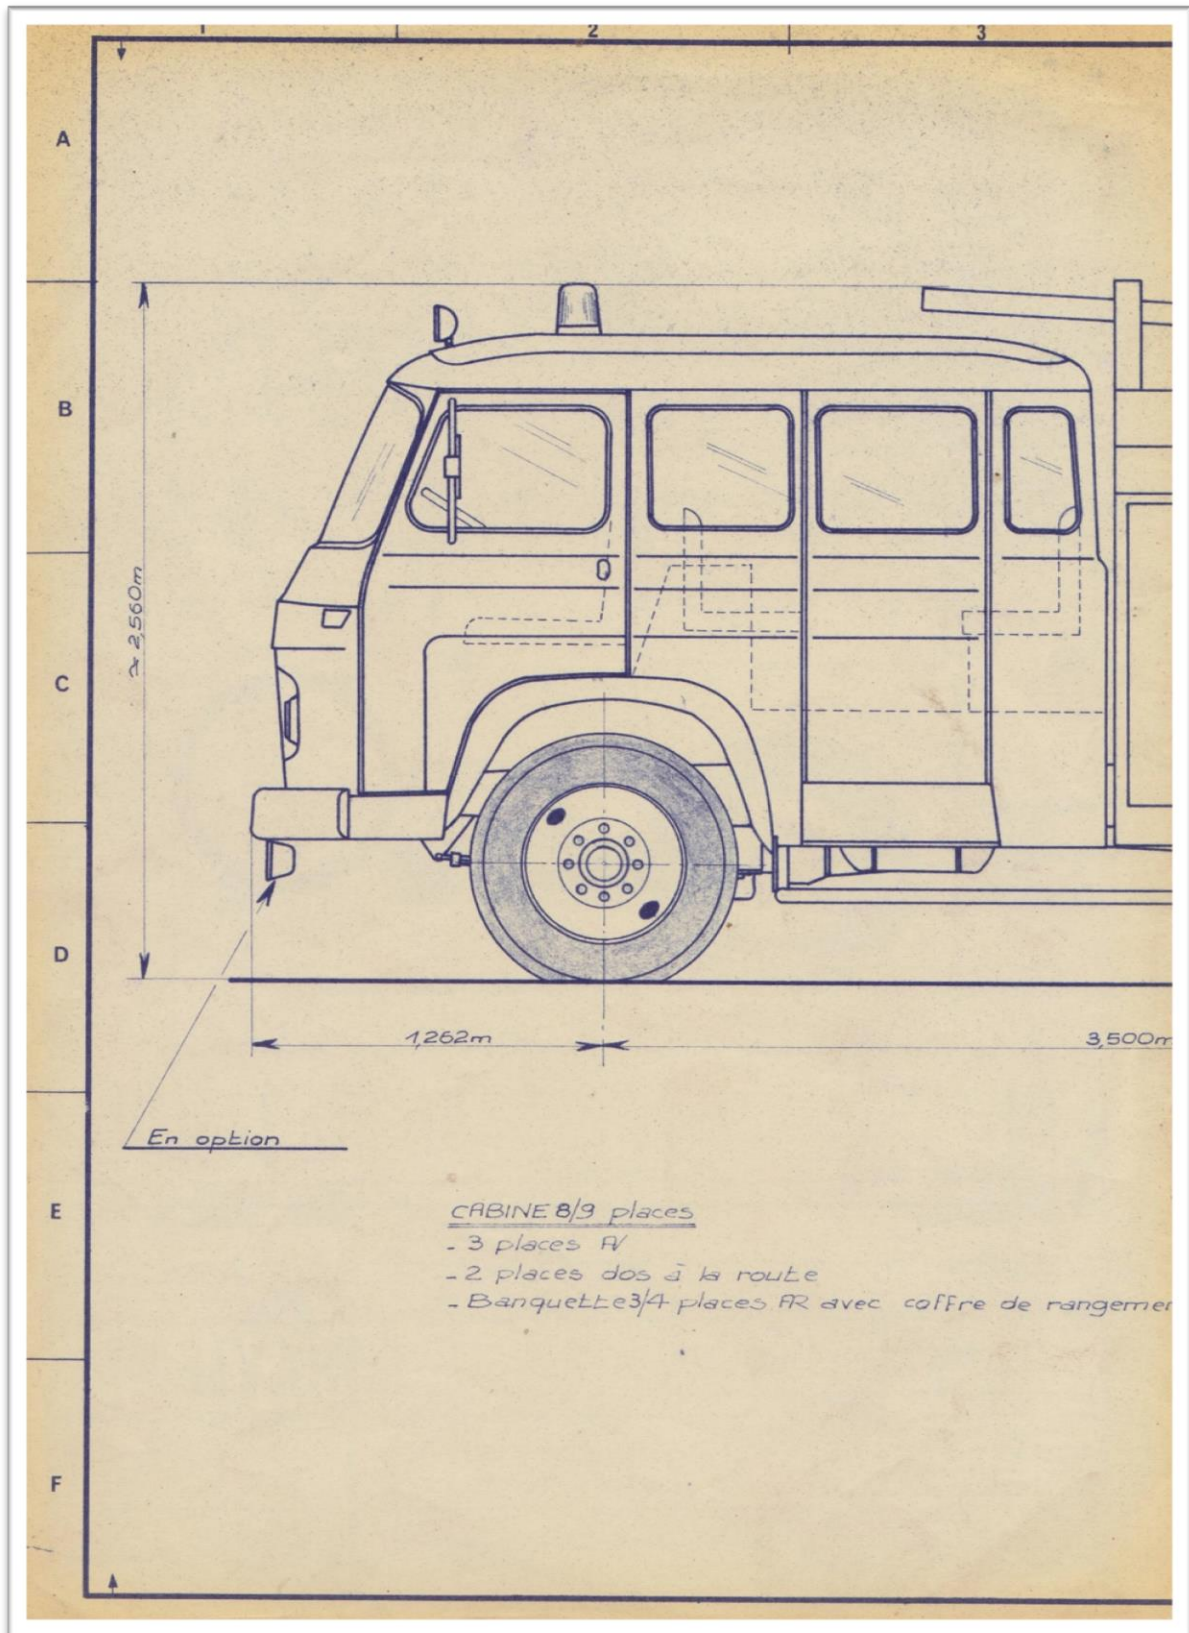 1 2 3
A
B
≃ 2,560m
C
D
1,262m 3,500m
En option
E
CABINE 8/9 places
- 3 places AV
- 2 places dos à la route
- Banquette 3/4 places AR avec coffre de rangemen
F